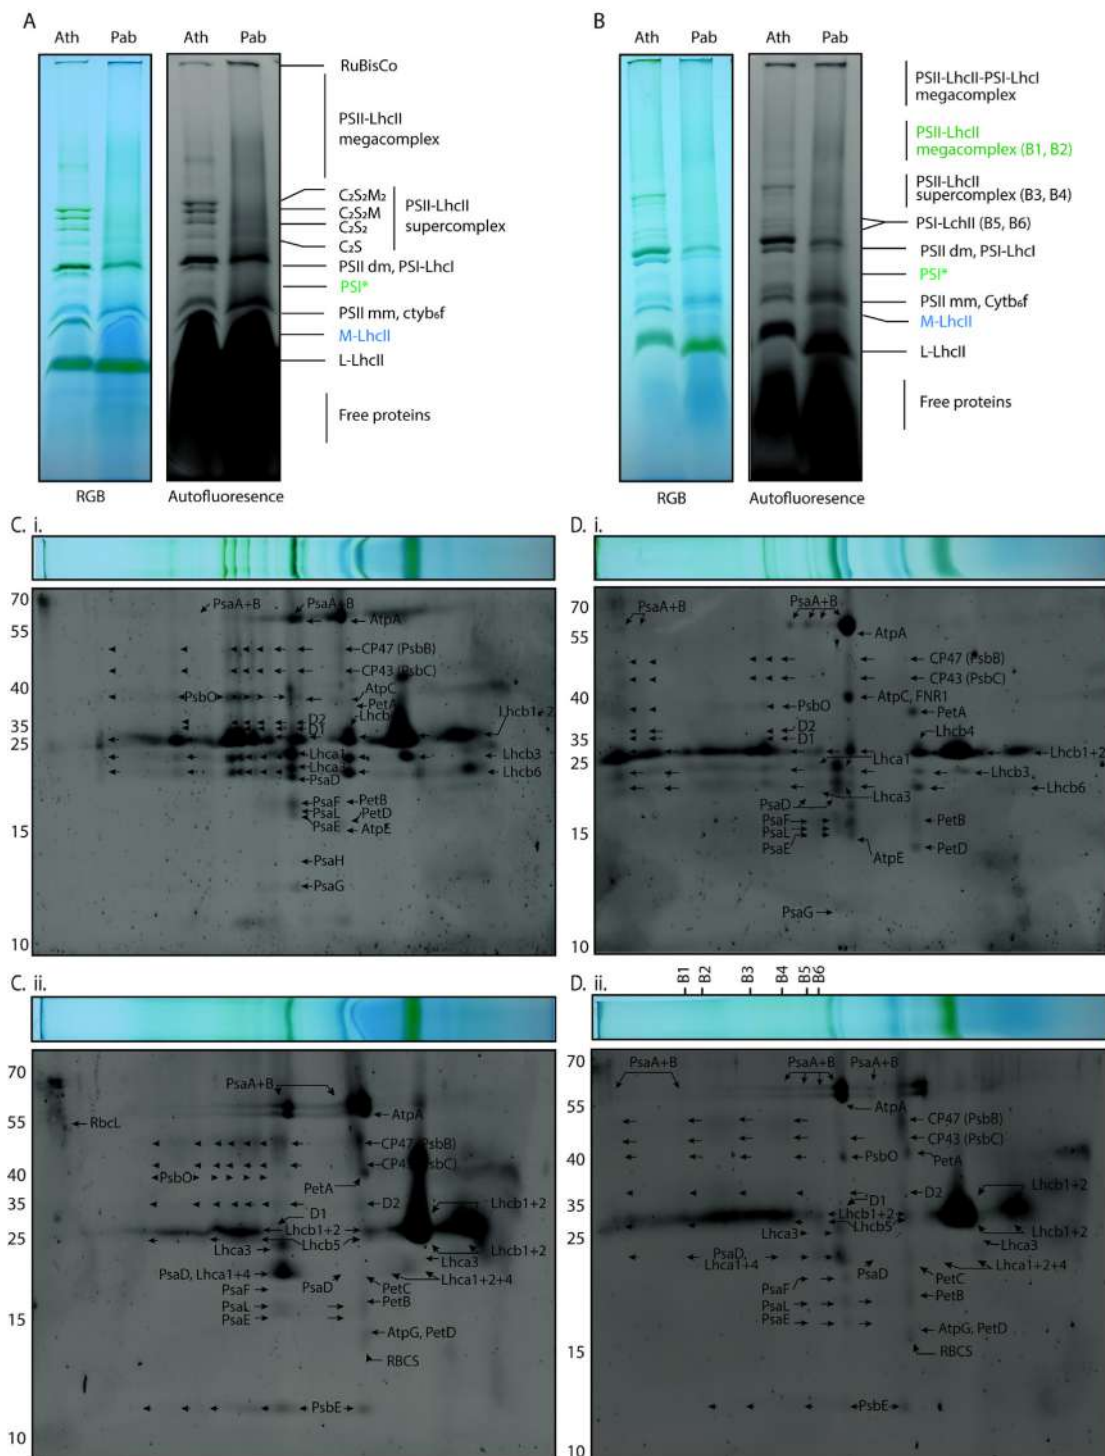 A
Ath Pab
Ath Pab
RuBisCo
PSII-LhcII
megacomplex
C₂S₂M₂
C₂S₂M
C₂S₂
C₂S
PSII-LhcII
supercomplex
PSII dm, PSI-LhcI
PSI*
PSII mm, ctyb₆f
M-LhcII
L-LhcII
Free proteins
RGB
Autofluoresence
B
Ath Pab
Ath Pab
PSII-LhcII-PSI-LhcI
megacomplex
PSII-LhcII
megacomplex (B1, B2)
PSII-LhcII
supercomplex (B3, B4)
PSI-LchII (B5, B6)
PSII dm, PSI-LhcI
PSI*
PSII mm, Cytb₆f
M-LhcII
L-LhcII
Free proteins
RGB
Autofluoresence
C. i.
70
55
40
35
25
15
10
PsaA+B
PsaA+B
AtpA
CP47 (PsbB)
CP43 (PsbC)
PsbO
AtpC
PetA
D2
D1
Lhcb1+2
Lhca1
Lhca
Lhcb3
PsaD
Lhcb6
PsaF
PetB
PsaL
PetD
PsaE
AtpE
PsaH
PsaG
D. i.
70
55
40
35
25
15
10
PsaA+B
PsaA+B
AtpA
CP47 (PsbB)
CP43 (PsbC)
AtpC, FNR1
PsbO
PetA
D2
Lhcb4
D1
Lhca1
Lhcb1+2
Lhcb3
PsaD
Lhca3
Lhcb6
PsaF
PetB
PsaL
PsaE
PetD
AtpE
PsaG
C. ii.
70
55
40
35
25
15
10
PsaA+B
AtpA
RbcL
CP47 (PsbB)
CP43 (PsbC)
PsbO
PetA
D2
D1
Lhcb1+2
Lhcb1+2
Lhcb5
Lhcb1+2
Lhca3
Lhca3
PsaD, Lhca1+4
PsaD
Lhca1+2+4
PsaF
PetC
PsaL
PetB
PsaE
AtpG, PetD
RBCS
PsbE
D. ii.
B1
B2
B3
B4
B5
B6
70
55
40
35
25
15
10
PsaA+B
PsaA+B
PsaA+B
AtpA
CP47 (PsbB)
CP43 (PsbC)
PsbO
PetA
D2
D1
Lhcb1+2
Lhcb1+2
Lhcb5
Lhcb1+2
Lhca3
Lhca3
PsaD,
Lhca1+4
PsaD
Lhca1+2+4
PsaF
PetC
PsaL
PetB
PsaE
AtpG, PetD
RBCS
PsbE